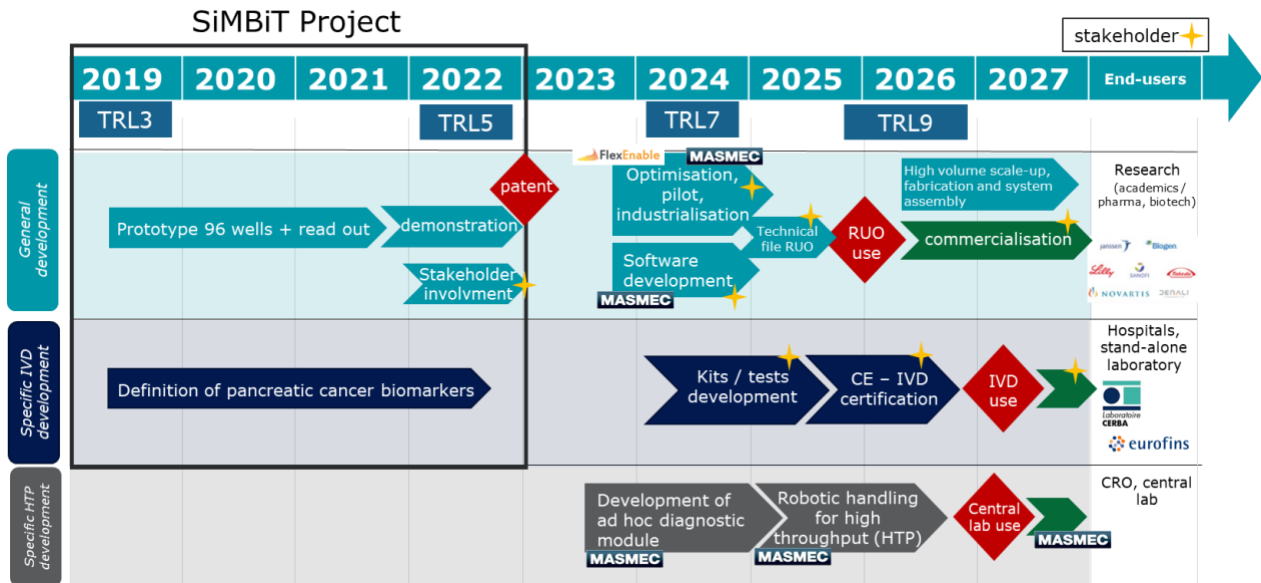 SiMBiT Project
stakeholder
2019
2020
2021
2022
2023
2024
2025
2026
2027
End-users
TRL3
TRL5
TRL7
TRL9
General
development
Prototype 96 wells + read out
demonstration
patent
Stakeholder
involvment
FlexEnable
MASMEC
Optimisation,
pilot,
industrialisation
Software
development
MASMEC
Technical
file RUO
RUO
use
High volume scale-up,
fabrication and system
assembly
commercialisation
Research
(academics /
pharma, biotech)
janssen
Biogen
Lilly
SANOFI
Takeda
NOVARTIS
DENALI
Specific IVD
development
Definition of pancreatic cancer biomarkers
Kits / tests
development
CE – IVD
certification
IVD
use
Hospitals,
stand-alone
laboratory
Laboratoire
CERBA
eurofins
Specific HTP
development
Development of
ad hoc diagnostic
module
MASMEC
Robotic handling
for high
throughput (HTP)
MASMEC
Central
lab use
MASMEC
CRO, central
lab